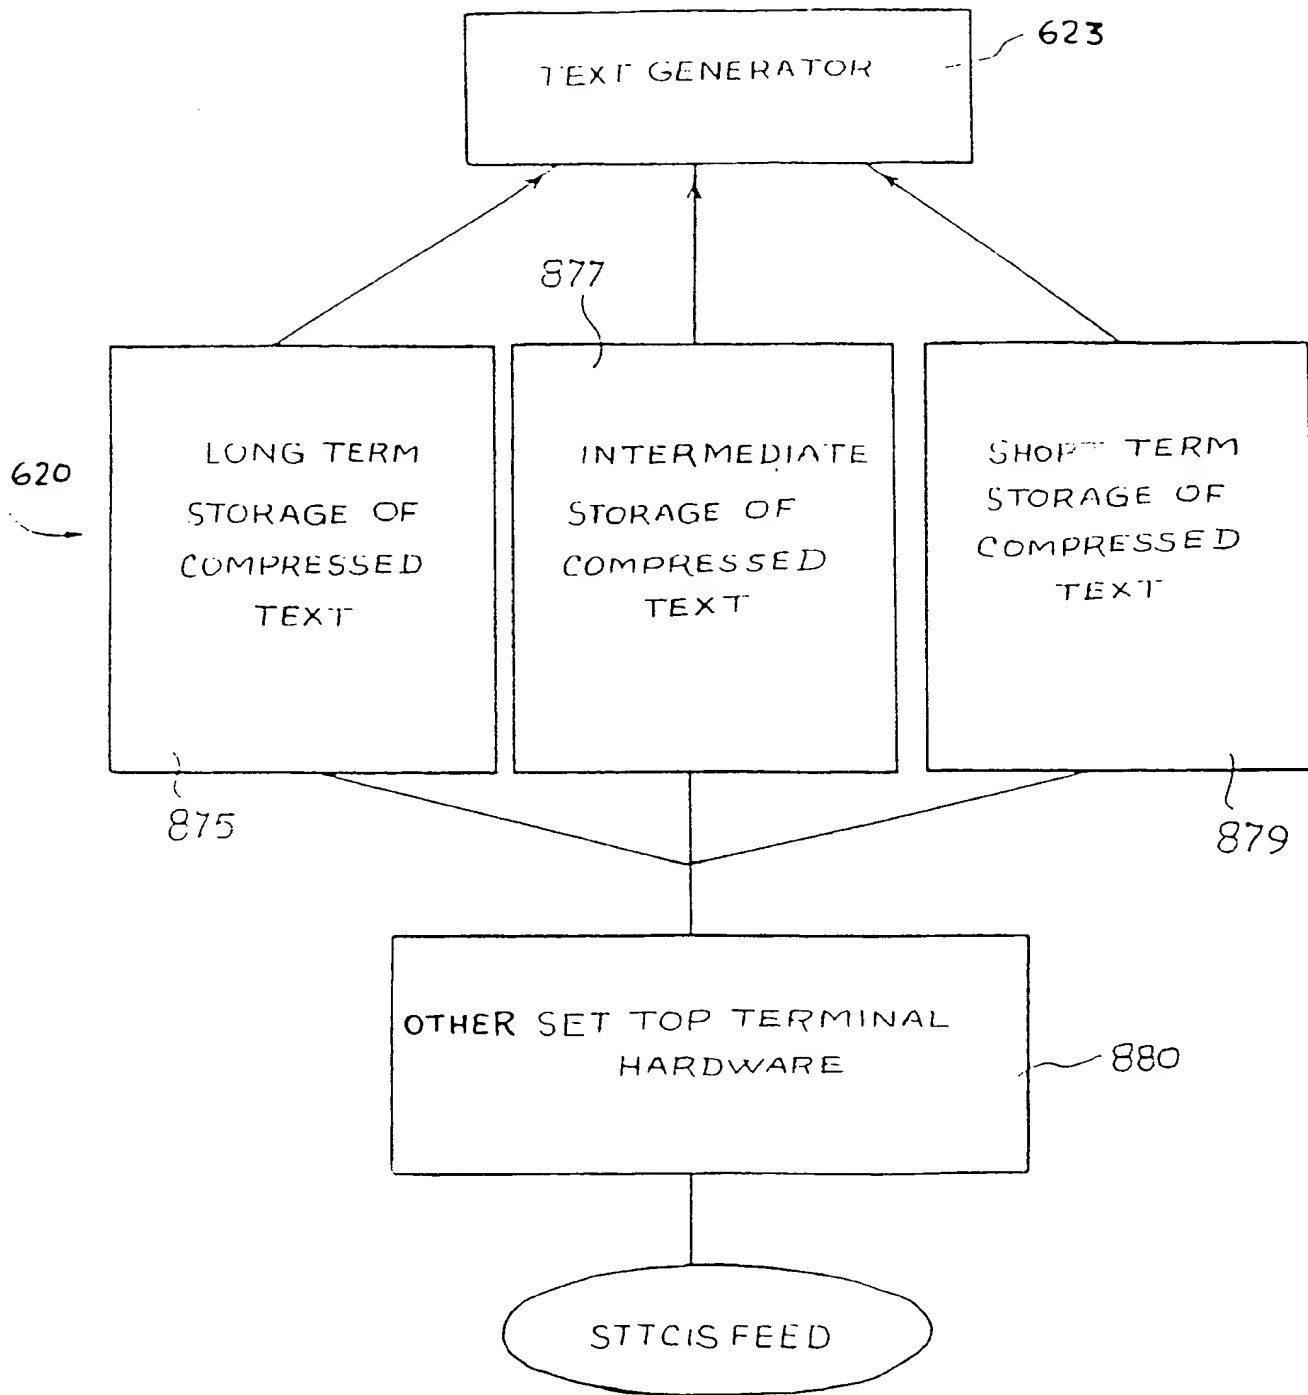 623
TEXT GENERATOR
877
620
LONG TERM
STORAGE OF
COMPRESSED
TEXT
INTERMEDIATE
STORAGE OF
COMPRESSED
TEXT
SHORT TERM
STORAGE OF
COMPRESSED
TEXT
875
879
OTHER SET TOP TERMINAL
HARDWARE
880
STTCIS FEED